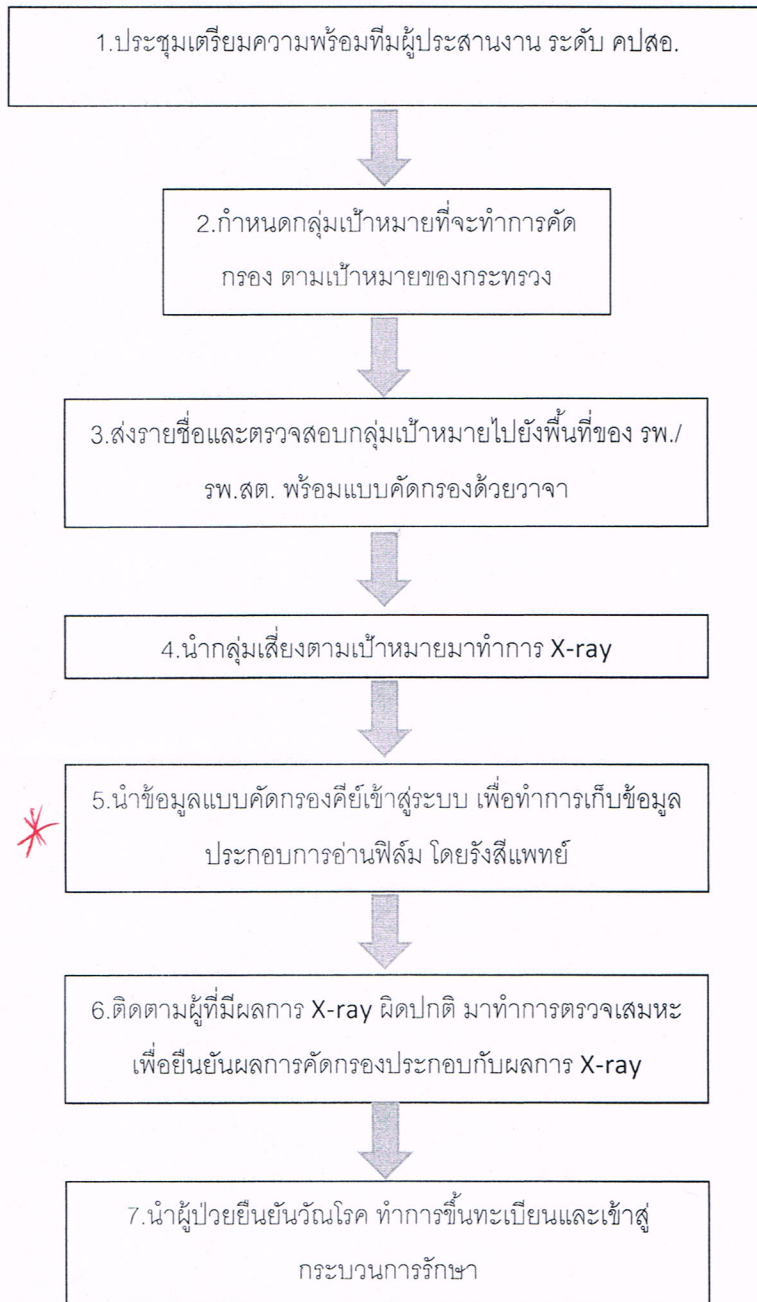 1.ประชุมเตรียมความพร้อมทีมผู้ประสานงาน ระดับ คปสอ.
2.กำหนดกลุ่มเป้าหมายที่จะทำการคัด
กรอง ตามเป้าหมายของกระทรวง
3.ส่งรายชื่อและตรวจสอบกลุ่มเป้าหมายไปยังพื้นที่ของ รพ./
รพ.สต. พร้อมแบบคัดกรองด้วยวาจา
4.นำกลุ่มเสี่ยงตามเป้าหมายมาทำการ X-ray
5.นำข้อมูลแบบคัดกรองคีย์เข้าสู่ระบบ เพื่อทำการเก็บข้อมูล
ประกอบการอ่านฟิล์ม โดยรังสีแพทย์
6.ติดตามผู้ที่มีผลการ X-ray ผิดปกติ มาทำการตรวจเสมหะ
เพื่อยืนยันผลการคัดกรองประกอบกับผลการ X-ray
7.นำผู้ป่วยยืนยันวัณโรค ทำการขึ้นทะเบียนและเข้าสู่
กระบวนการรักษา